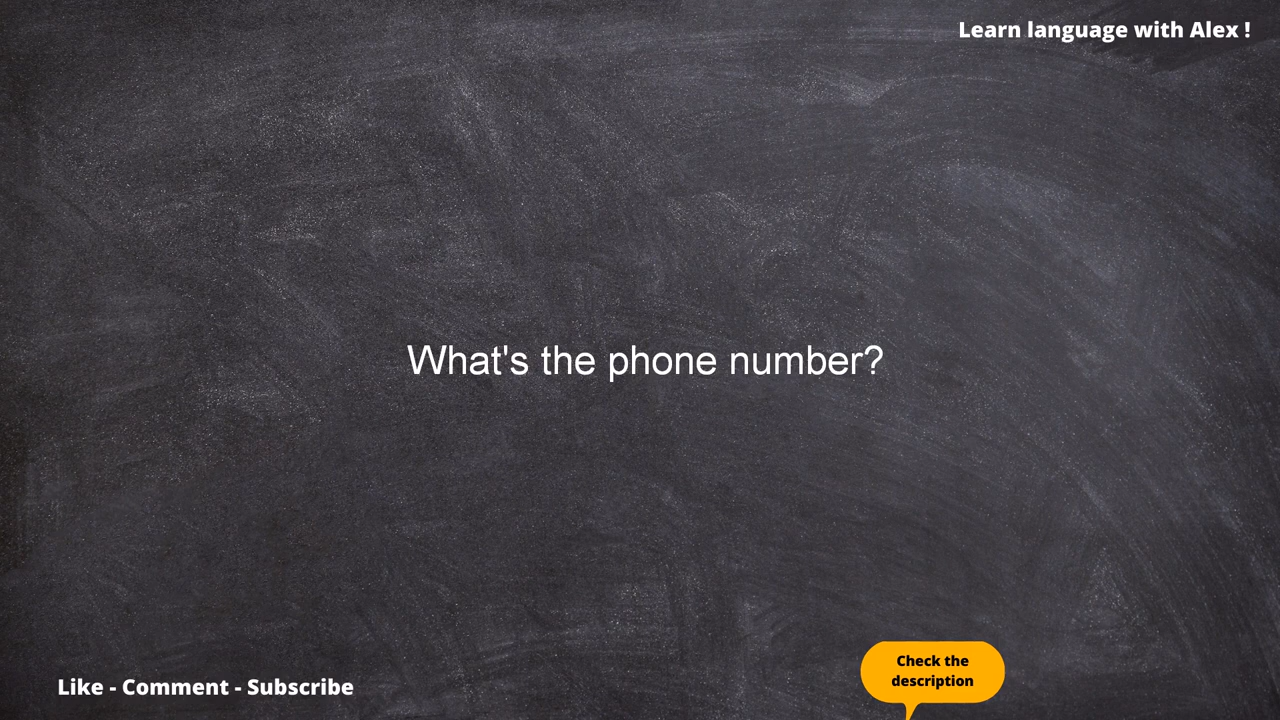 Learn language with Alex !
What's the phone number?
Check the
description
Like - Comment - Subscribe